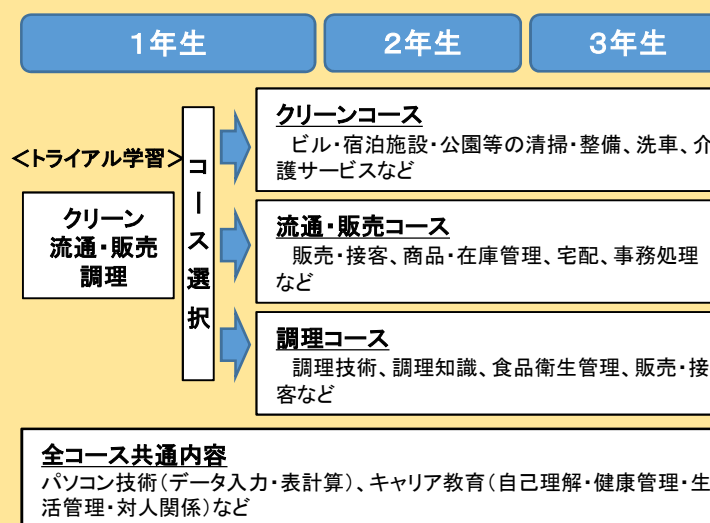 1年生
2年生
3年生
<トライアル学習>
クリーン
流通・販売
調理
コース選択
クリーンコース
ビル・宿泊施設・公園等の清掃・整備、洗車、介
護サービスなど
流通・販売コース
販売・接客、商品・在庫管理、宅配、事務処理
など
調理コース
調理技術、調理知識、食品衛生管理、販売・接
客など
全コース共通内容
パソコン技術(データ入力・表計算)、キャリア教育(自己理解・健康管理・生
活管理・対人関係)など